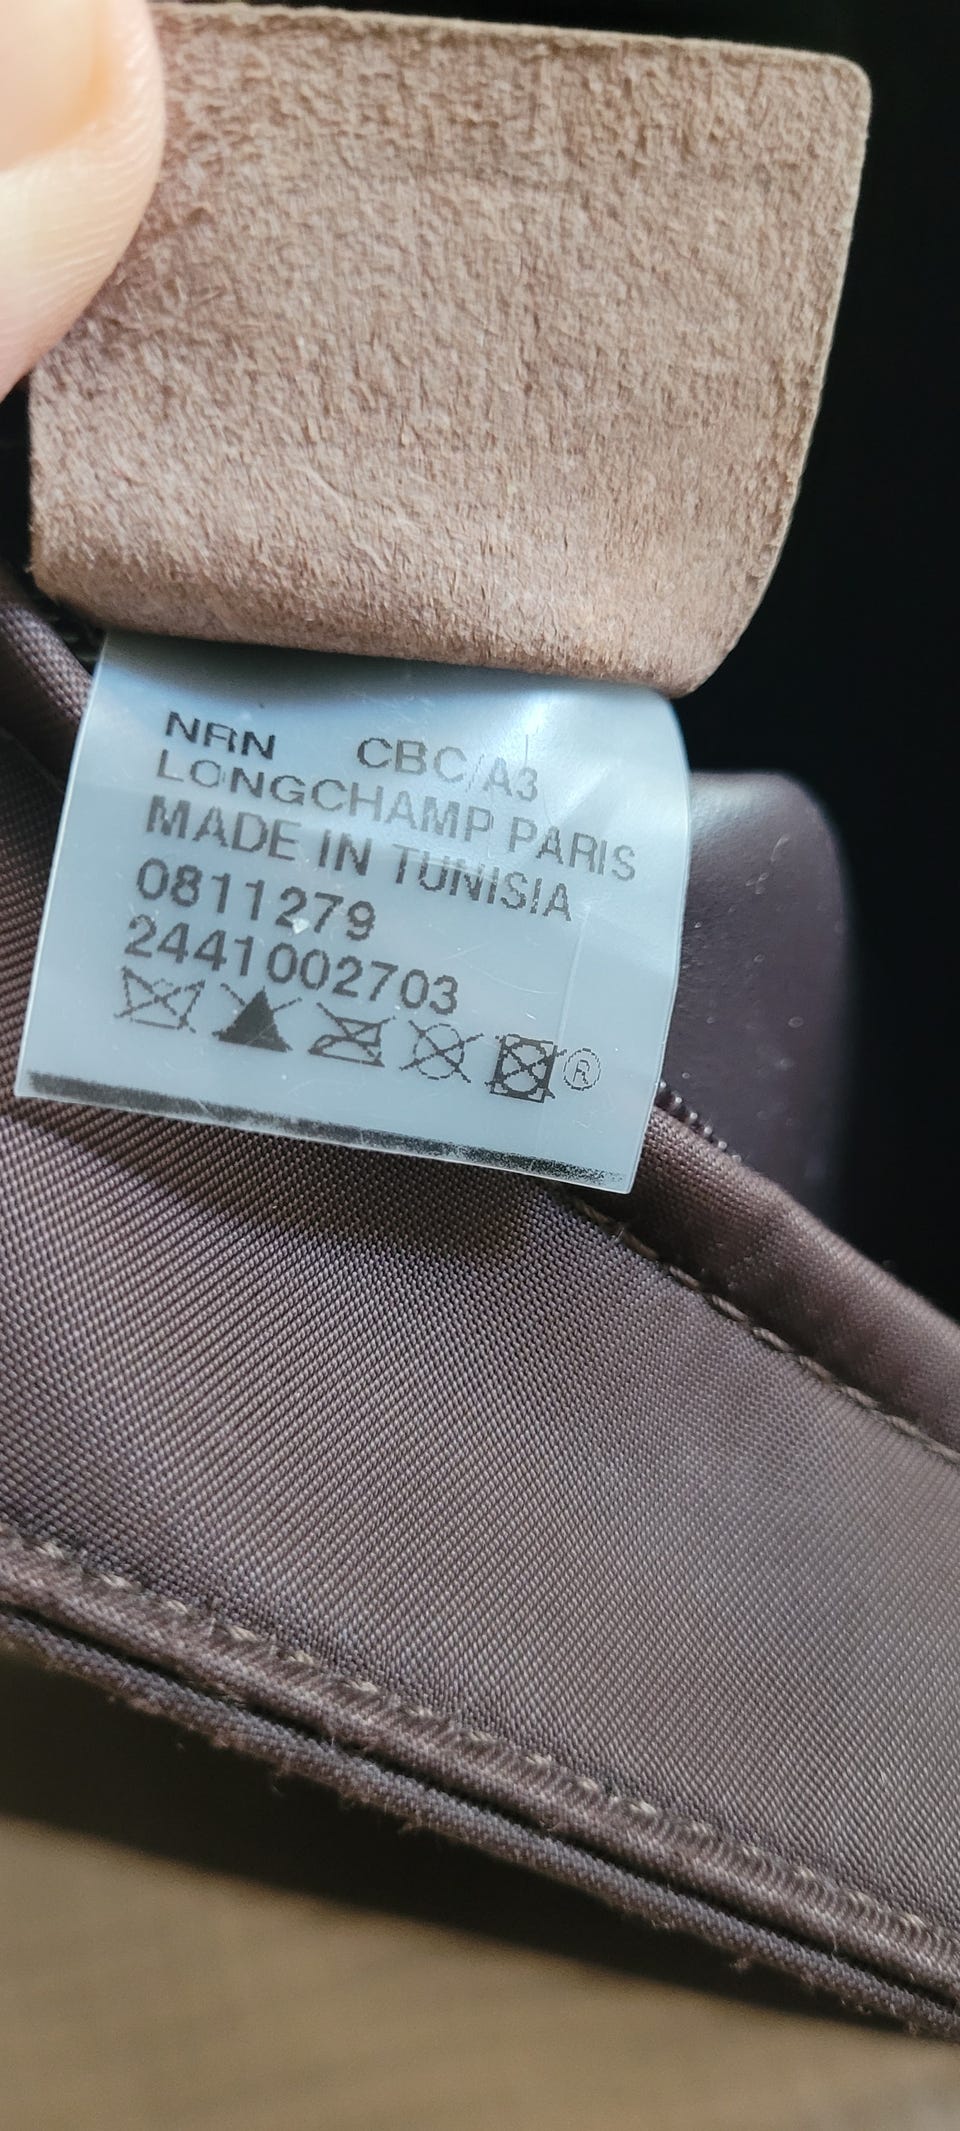 NRN CBC/A3
LONGCHAMP PARIS
MADE IN TUNISIA
0811279
2441002703
®